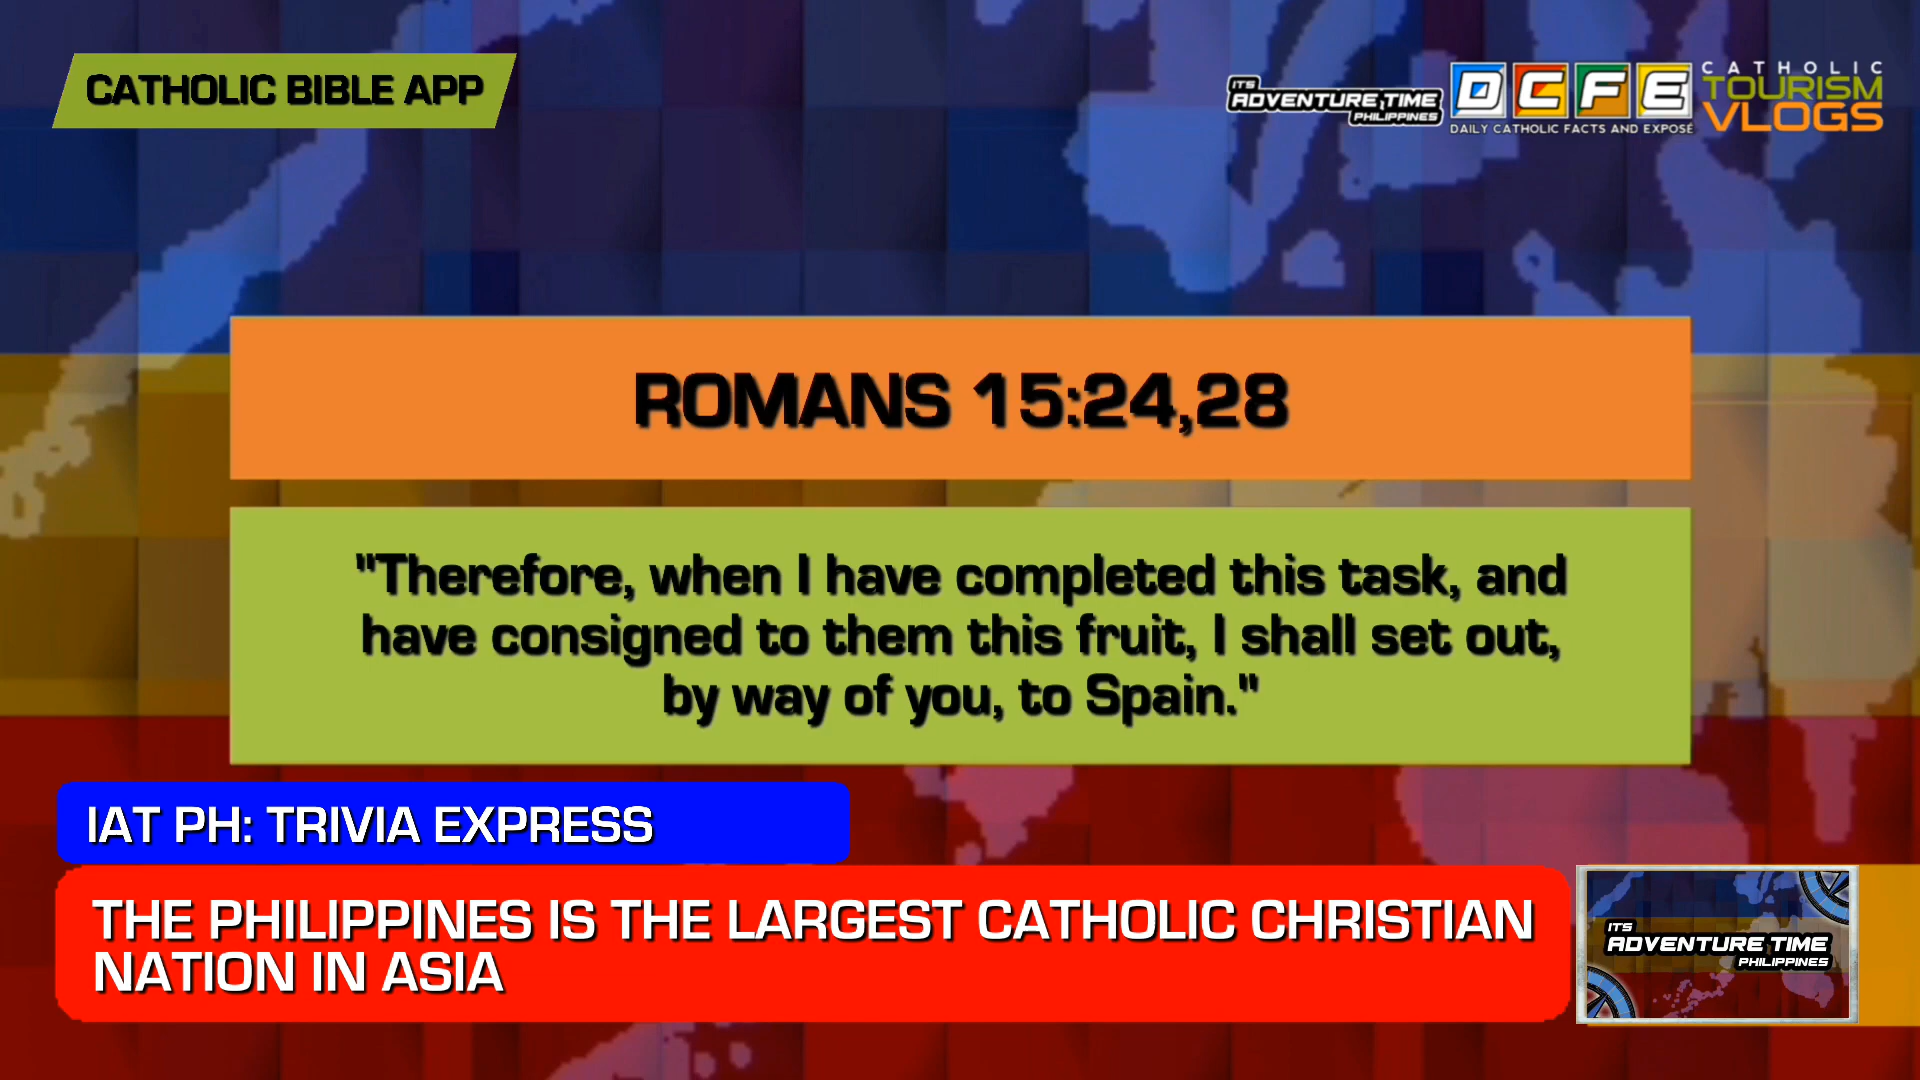 CATHOLIC BIBLE APP
ITS
ADVENTURE TIME
PHILIPPINES
DCFE
DAILY CATHOLIC FACTS AND EXPOSÉ
CATHOLIC
TOURISM
VLOGS
ROMANS 15:24,28
"Therefore, when I have completed this task, and
have consigned to them this fruit, I shall set out,
by way of you, to Spain."
IAT PH: TRIVIA EXPRESS
THE PHILIPPINES IS THE LARGEST CATHOLIC CHRISTIAN
NATION IN ASIA
ITS
ADVENTURE TIME
PHILIPPINES